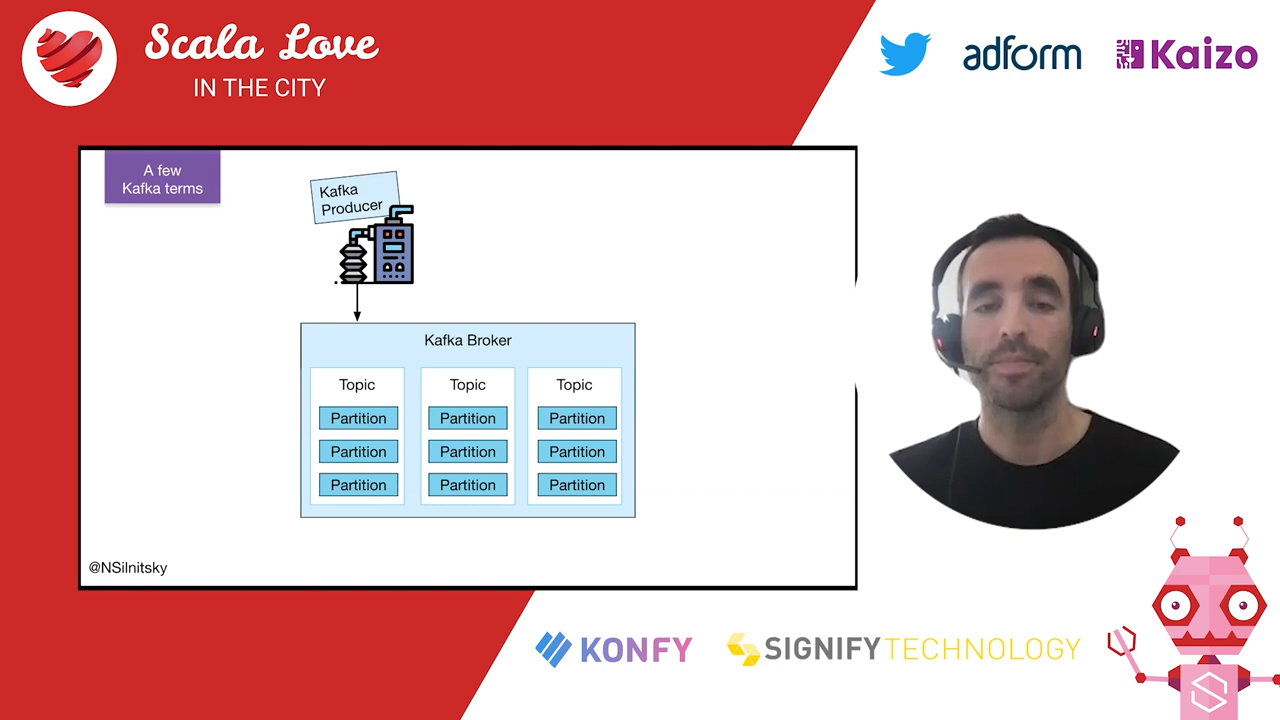 Scala Love
IN THE CITY
adform
Kaizo
A few
Kafka terms
Kafka
Producer
Kafka Broker
Topic Topic Topic
Partition Partition Partition
Partition Partition Partition
Partition Partition Partition
@NSilnitsky
KONFY
SIGNIFYTECHNOLOGY